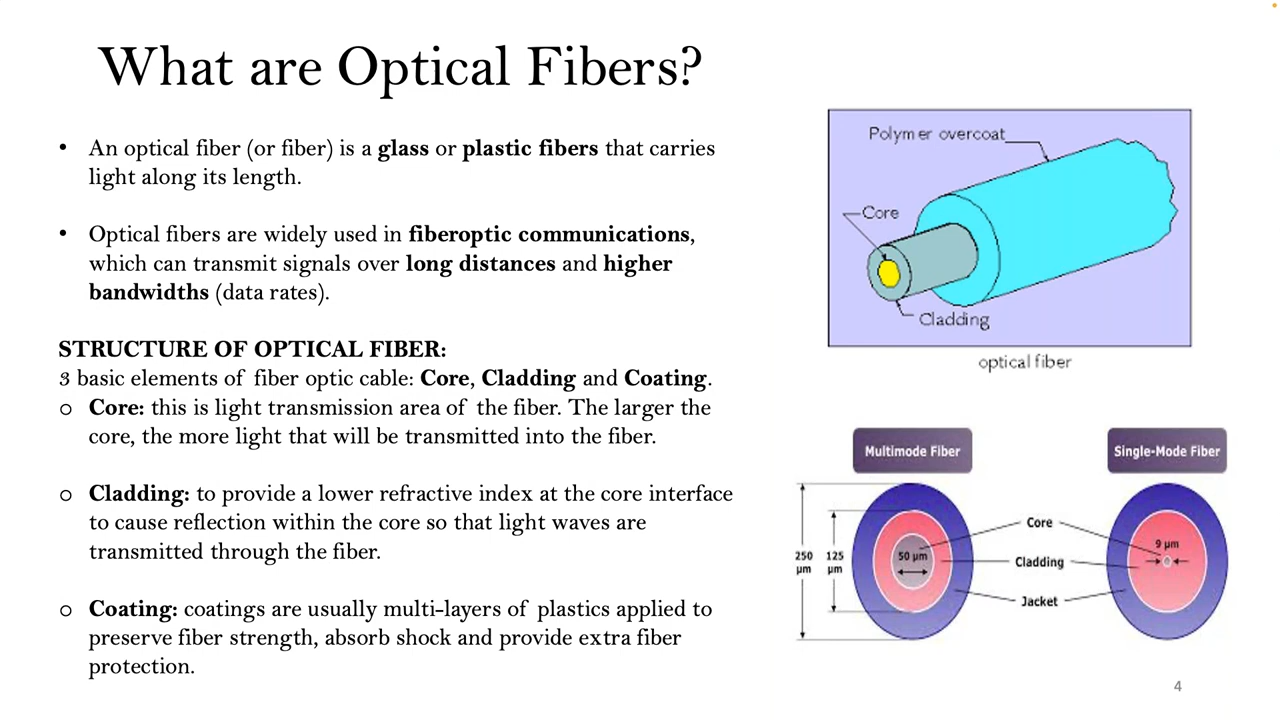 What are Optical Fibers?
• An optical fiber (or fiber) is a glass or plastic fibers that carries
light along its length.
• Optical fibers are widely used in fiberoptic communications,
which can transmit signals over long distances and higher
bandwidths (data rates).
STRUCTURE OF OPTICAL FIBER:
3 basic elements of fiber optic cable: Core, Cladding and Coating.
o Core: this is light transmission area of the fiber. The larger the
core, the more light that will be transmitted into the fiber.
o Cladding: to provide a lower refractive index at the core interface
to cause reflection within the core so that light waves are
transmitted through the fiber.
o Coating: coatings are usually multi-layers of plastics applied to
preserve fiber strength, absorb shock and provide extra fiber
protection.
Polymer overcoat
Core
Cladding
optical fiber
Multimode Fiber
Single-Mode Fiber
250
µm
125
µm
50 µm
Core
Cladding
Jacket
9 µm
4